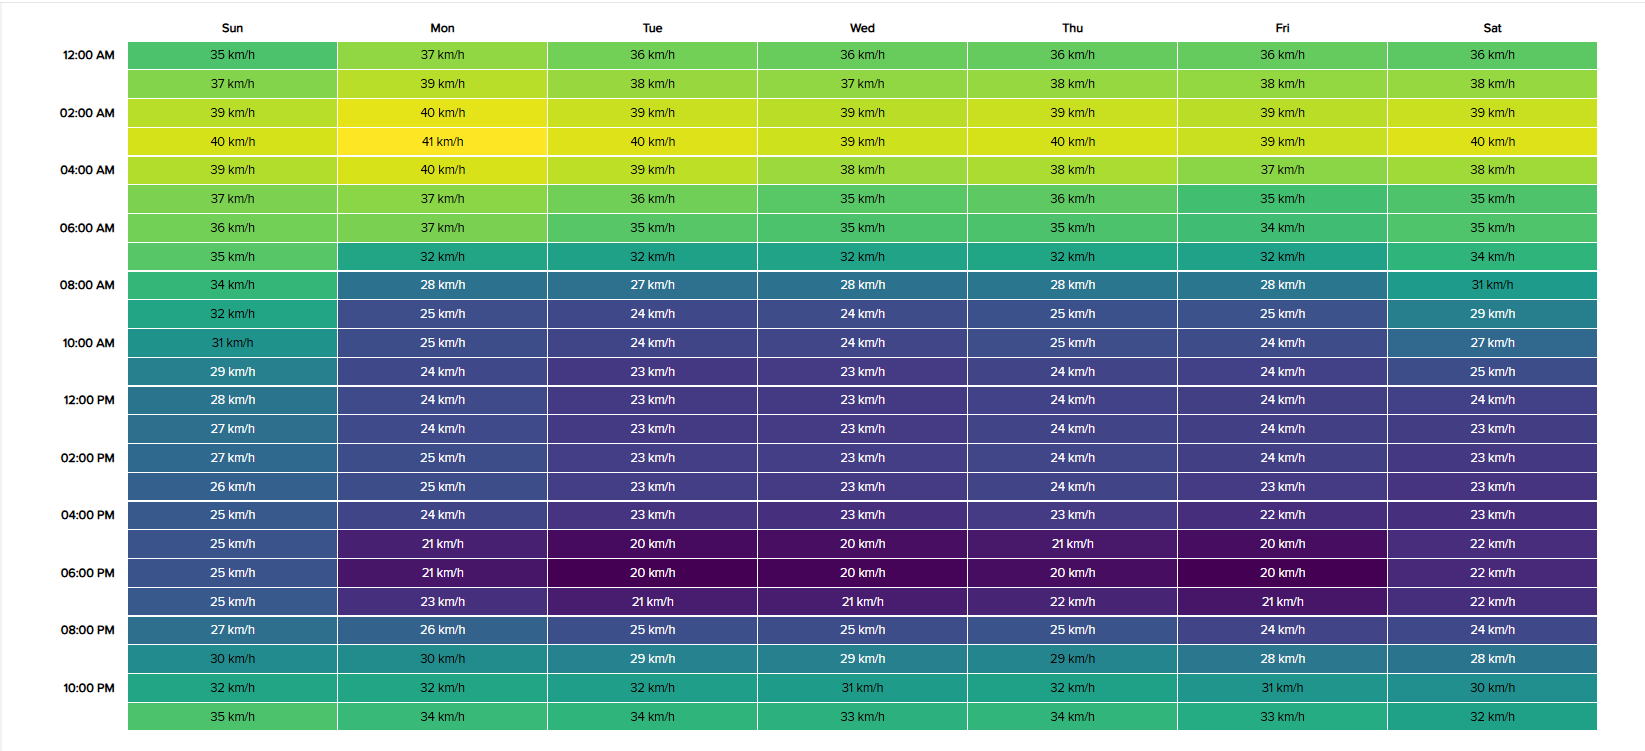 Sun Mon Tue Wed Thu Fri Sat
12:00 AM 35 km/h 37 km/h 36 km/h 36 km/h 36 km/h 36 km/h 36 km/h
37 km/h 39 km/h 38 km/h 37 km/h 38 km/h 38 km/h 38 km/h
02:00 AM 39 km/h 40 km/h 39 km/h 39 km/h 39 km/h 39 km/h 39 km/h
40 km/h 41 km/h 40 km/h 39 km/h 40 km/h 39 km/h 40 km/h
04:00 AM 39 km/h 40 km/h 39 km/h 38 km/h 38 km/h 37 km/h 38 km/h
37 km/h 37 km/h 36 km/h 35 km/h 36 km/h 35 km/h 35 km/h
06:00 AM 36 km/h 37 km/h 35 km/h 35 km/h 35 km/h 34 km/h 35 km/h
35 km/h 32 km/h 32 km/h 32 km/h 32 km/h 32 km/h 34 km/h
08:00 AM 34 km/h 28 km/h 27 km/h 28 km/h 28 km/h 28 km/h 31 km/h
32 km/h 25 km/h 24 km/h 24 km/h 25 km/h 25 km/h 29 km/h
10:00 AM 31 km/h 25 km/h 24 km/h 24 km/h 25 km/h 24 km/h 27 km/h
29 km/h 24 km/h 23 km/h 23 km/h 24 km/h 24 km/h 25 km/h
12:00 PM 28 km/h 24 km/h 23 km/h 23 km/h 24 km/h 24 km/h 24 km/h
27 km/h 24 km/h 23 km/h 23 km/h 24 km/h 24 km/h 23 km/h
02:00 PM 27 km/h 25 km/h 23 km/h 23 km/h 24 km/h 24 km/h 23 km/h
26 km/h 25 km/h 23 km/h 23 km/h 24 km/h 23 km/h 23 km/h
04:00 PM 25 km/h 24 km/h 23 km/h 23 km/h 23 km/h 22 km/h 23 km/h
25 km/h 21 km/h 20 km/h 20 km/h 21 km/h 20 km/h 22 km/h
06:00 PM 25 km/h 21 km/h 20 km/h 20 km/h 20 km/h 20 km/h 22 km/h
25 km/h 23 km/h 21 km/h 21 km/h 22 km/h 21 km/h 22 km/h
08:00 PM 27 km/h 26 km/h 25 km/h 25 km/h 25 km/h 24 km/h 24 km/h
30 km/h 30 km/h 29 km/h 29 km/h 29 km/h 28 km/h 28 km/h
10:00 PM 32 km/h 32 km/h 32 km/h 31 km/h 32 km/h 31 km/h 30 km/h
35 km/h 34 km/h 34 km/h 33 km/h 34 km/h 33 km/h 32 km/h